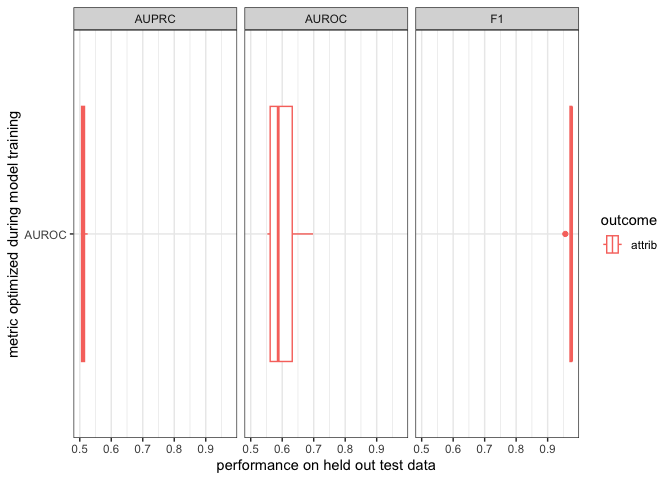 AUPRC AUROC F1
metric optimized during model training
AUROC
outcome
attrib
0.5 0.6 0.7 0.8 0.9 0.5 0.6 0.7 0.8 0.9 0.5 0.6 0.7 0.8 0.9
performance on held out test data